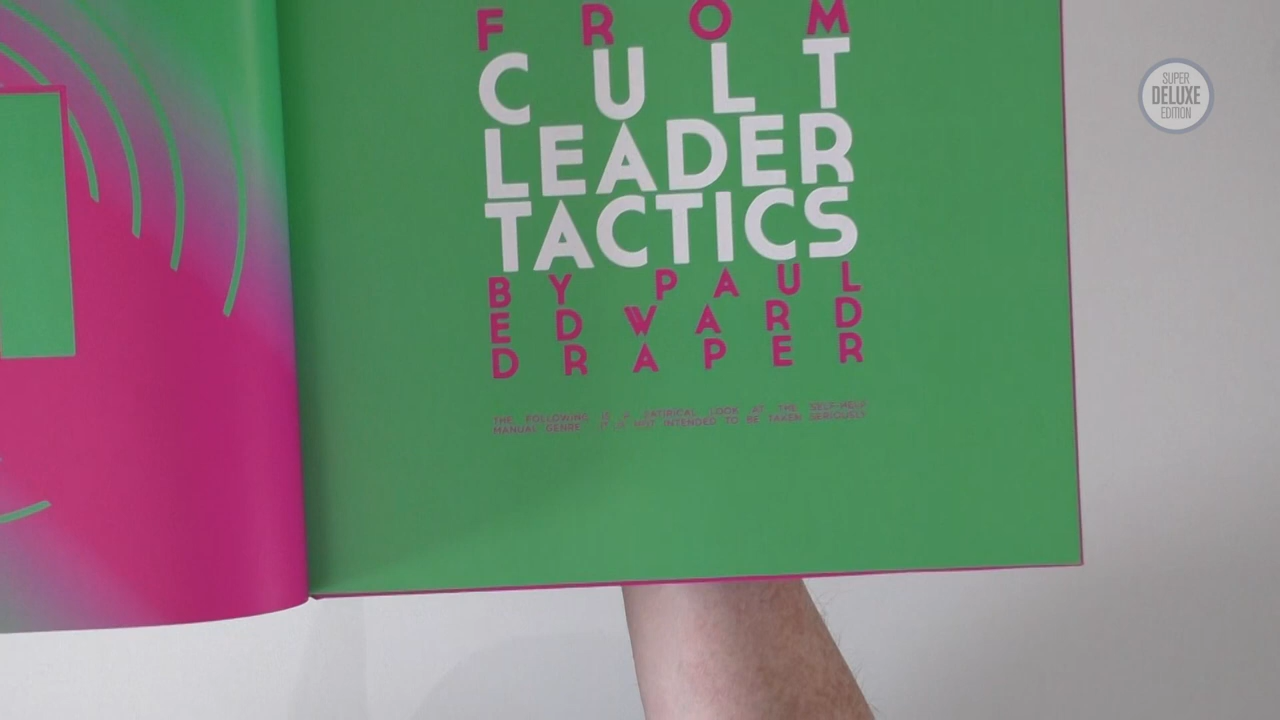 FROM
CULT
LEADER
TACTICS
BY PAUL
EDWARD
DRAPER
THE FOLLOWING IS A SATIRICAL LOOK AT THE SELF-HELP
MANUAL GENRE. IT IS NOT INTENDED TO BE TAKEN SERIOUSLY
SUPER
DELUXE
EDITION